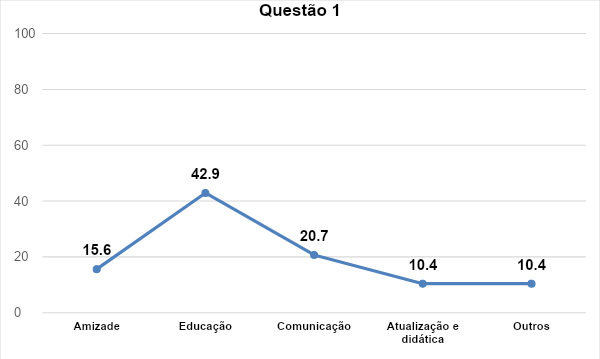 Questão 1
100
80
60
40
20
0
15.6
42.9
20.7
10.4
10.4
Amizade
Educação
Comunicação
Atualização e
didática
Outros